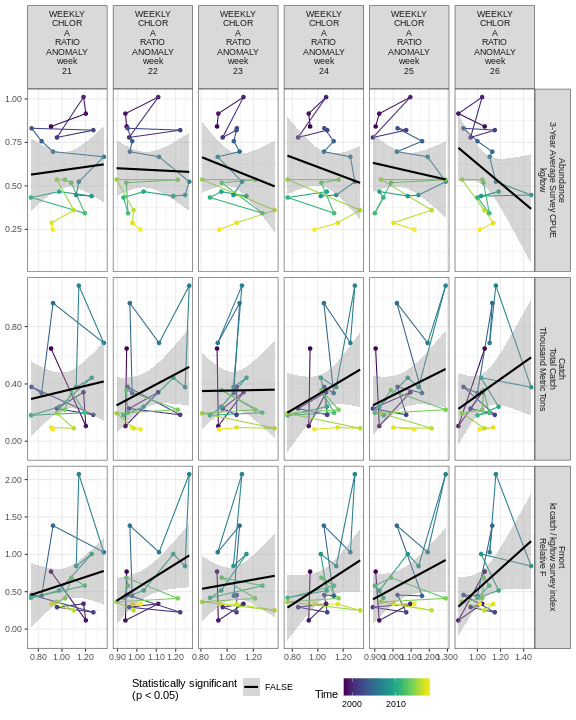 WEEKLY
CHLOR
A
RATIO
ANOMALY
week
21
WEEKLY
CHLOR
A
RATIO
ANOMALY
week
22
WEEKLY
CHLOR
A
RATIO
ANOMALY
week
23
WEEKLY
CHLOR
A
RATIO
ANOMALY
week
24
WEEKLY
CHLOR
A
RATIO
ANOMALY
week
25
WEEKLY
CHLOR
A
RATIO
ANOMALY
week
26
1.00
0.75
0.50
0.25
Abundance
3-Year Average Survey CPUE
kg/tow
0.80
0.40
0.00
Catch
Total Catch
Thousand Metric Tons
2.00
1.50
1.00
0.50
0.00
Fmort
kt catch / kg/tow survey index
Relative F
0.80 1.00 1.20
0.90 1.00 1.10 1.20
0.80 1.00 1.20
0.80 1.00 1.20
0.90 1.00 1.10 1.20 1.30
1.00 1.20 1.40
Statistically significant
(p < 0.05)
FALSE
Time
2000 2010